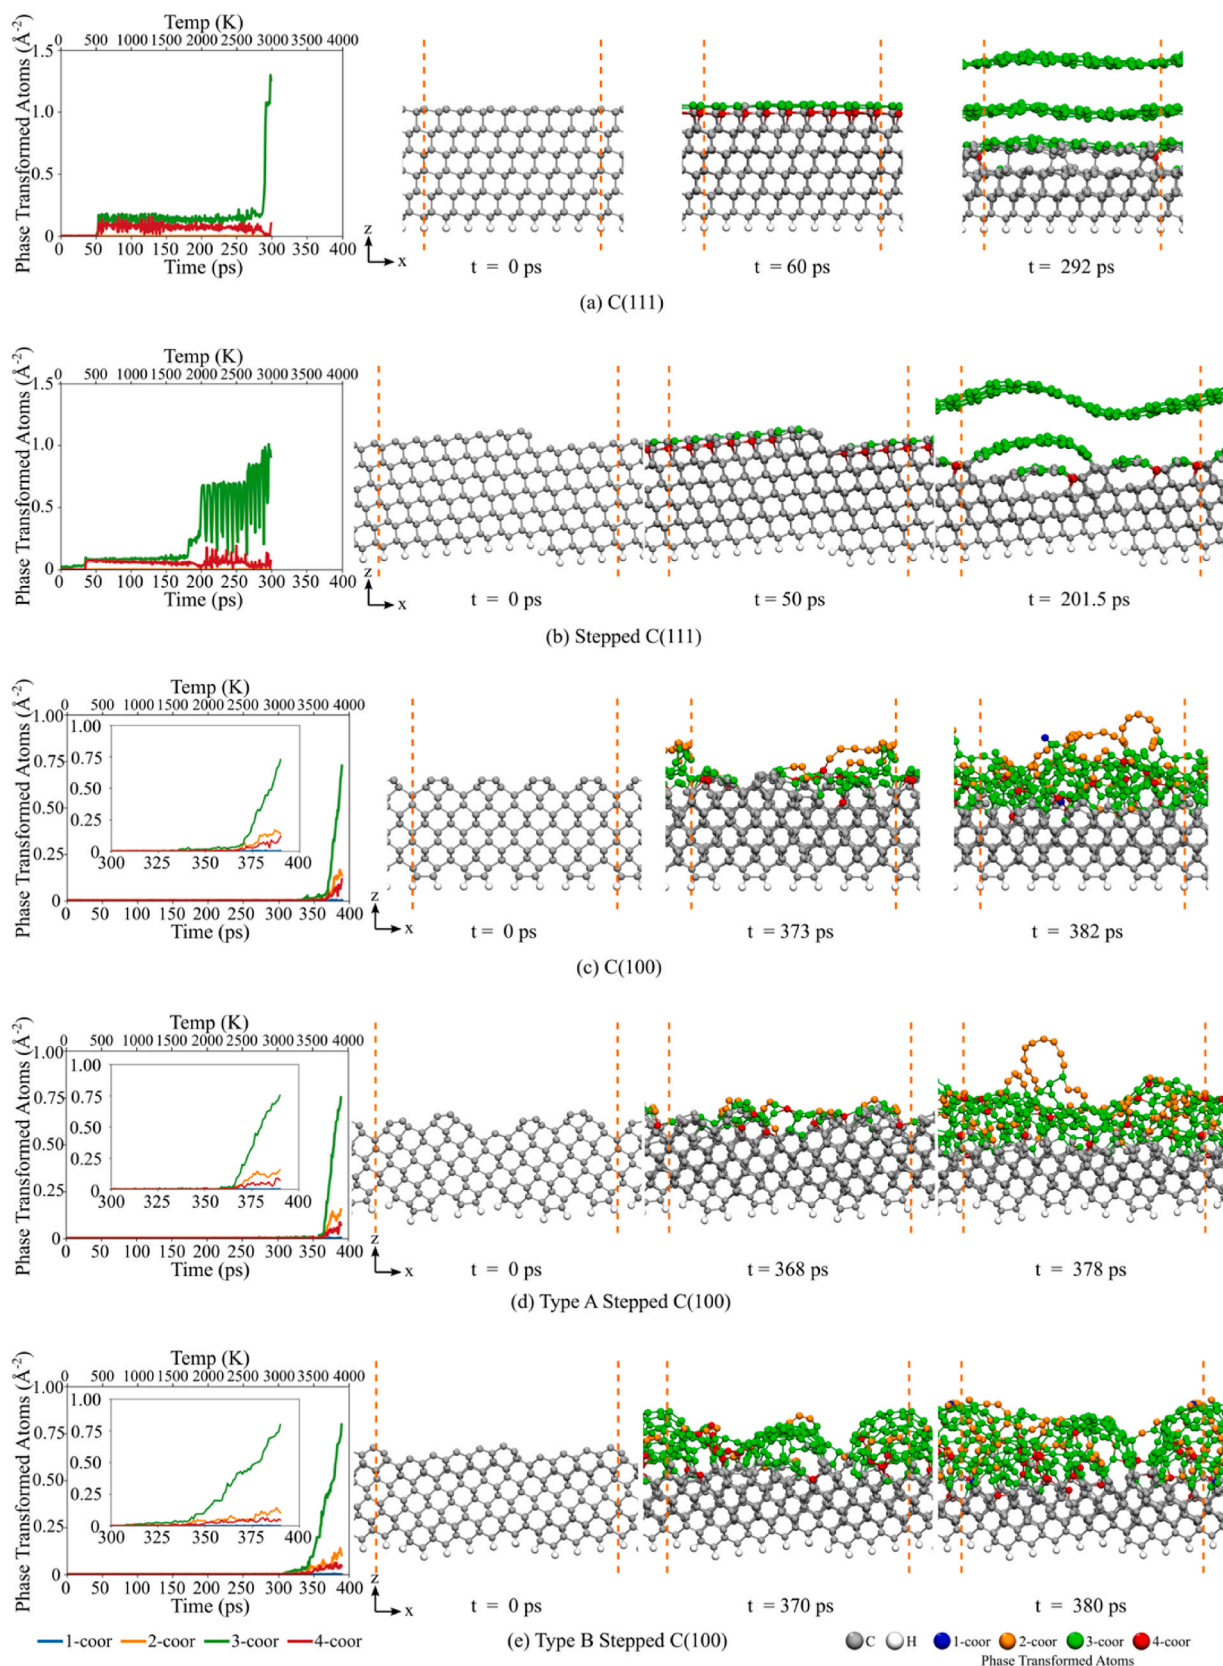 Temp (K)
0 500 1000 1500 2000 2500 3000 3500 4000
Phase Transformed Atoms (Å-2)
1.5
1.0
0.5
0
0 50 100 150 200 250 300 350 400
Time (ps)
z
x
t = 0 ps
t = 60 ps
t = 292 ps
(a) C(111)
Temp (K)
0 500 1000 1500 2000 2500 3000 3500 4000
Phase Transformed Atoms (Å-2)
1.5
1.0
0.5
0
0 50 100 150 200 250 300 350 400
Time (ps)
z
x
t = 0 ps
t = 50 ps
t = 201.5 ps
(b) Stepped C(111)
Temp (K)
0 500 1000 1500 2000 2500 3000 4000
Phase Transformed Atoms (Å-2)
1.00
0.75
0.50
0.25
0
1.00
0.75
0.50
0.25
0
300 325 350 375 400
0 50 100 150 200 250 300 350 400
Time (ps)
z
x
t = 0 ps
t = 373 ps
t = 382 ps
(c) C(100)
Temp (K)
0 500 1000 1500 2000 2500 3000 3500 4000
Phase Transformed Atoms (Å-2)
1.00
0.75
0.50
0.25
0
1.00
0.75
0.50
0.25
0
300 320 340 360 380 400
0 50 100 150 200 250 300 350 400
Time (ps)
z
x
t = 0 ps
t = 368 ps
t = 378 ps
(d) Type A Stepped C(100)
Temp (K)
0 500 1000 1500 2000 2500 3000 3500 4000
Phase Transformed Atoms (Å-2)
1.00
0.75
0.50
0.25
0
1.00
0.75
0.50
0.25
0
300 320 340 360 380 400
0 50 100 150 200 250 300 350 400
Time (ps)
z
x
t = 0 ps
t = 370 ps
t = 380 ps
1-coor 2-coor 3-coor 4-coor
(e) Type B Stepped C(100)
C H 1-coor 2-coor 3-coor 4-coor
Phase Transformed Atoms